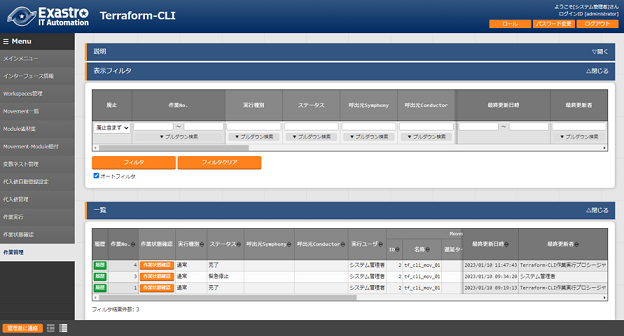 Exastro
IT Automation
Terraform-CLI
ようこそ[システム管理者]さん
ログインID [administrator]
ロール パスワード変更 ログアウト
Menu
メインメニュー
インターフェース情報
Workspaces管理
Movement一覧
Module素材集
Movement-Module紐付
変数ネスト管理
代入値自動登録設定
代入値管理
作業実行
作業状態確認
作業管理
説明 ▽開く
表示フィルタ △閉じる
廃止 作業No. 実行種別 ステータス 呼出元Symphony 呼出元Conductor 最終更新日時 最終更新者
廃止含まず ～ ～
▼ プルダウン検索 ▼ プルダウン検索 ▼ プルダウン検索 ▼ プルダウン検索 ▼ プルダウン検索 ▼ プルダウン検索
フィルタ フィルタクリア
オートフィルタ
一覧 △閉じる
履歴 作業No. 作業状態確認 実行種別 ステータス 呼出元Symphony 呼出元Conductor 実行ユーザ Move ID 名称 遅延タ 最終更新日時 最終更新者
履歴 4 作業状態確認 通常 完了 システム管理者 2 tf_cli_mov_01 2023/01/10 11:47:43 Terraform-CLI作業実行プロシージャ
履歴 3 作業状態確認 通常 緊急停止 システム管理者 2 tf_cli_mov_01 2023/01/10 09:34:20 システム管理者
履歴 1 作業状態確認 通常 完了 システム管理者 2 tf_cli_mov_01 2023/01/10 09:19:13 Terraform-CLI作業実行プロシージャ
フィルタ結果件数: 3
管理者に連絡